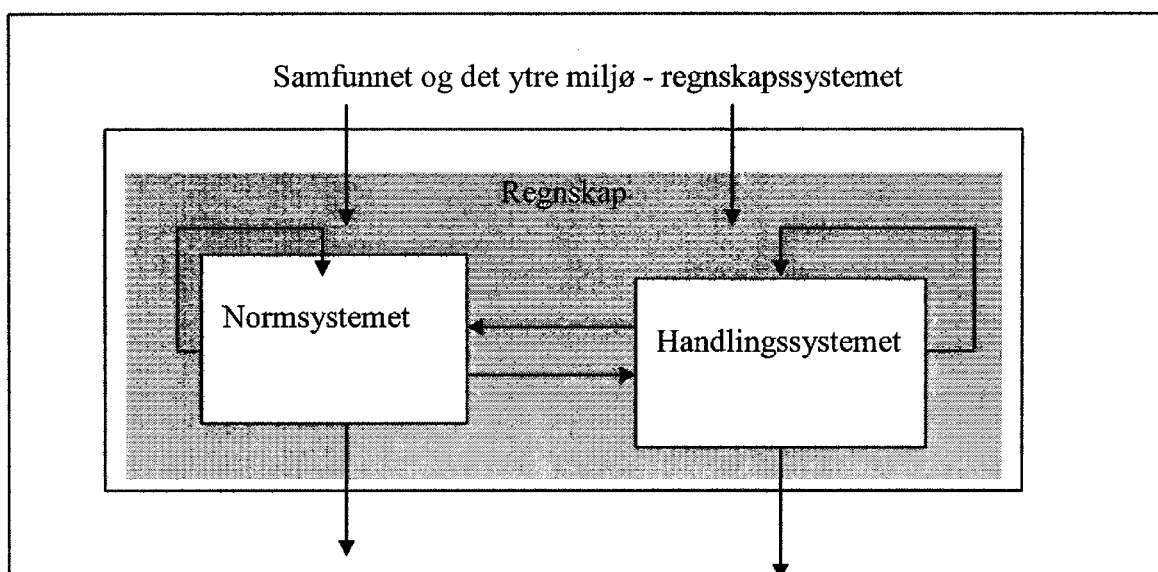 Samfunnet og det ytre miljø - regnskapssystemet
Regnskap
Normsystemet
Handlingssystemet